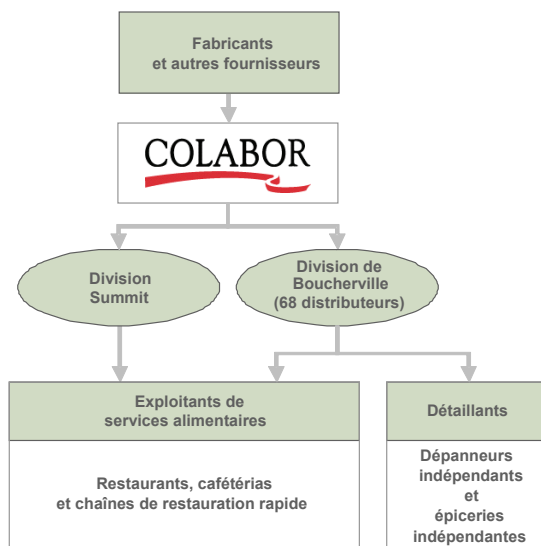 Fabricants
et autres fournisseurs
COLABOR
Division
Summit
Division de
Boucherville
(68 distributeurs)
Exploitants de
services alimentaires
Détaillants
Restaurants, cafétérias
et chaînes de restauration rapide
Dépanneurs
indépendants
et
épiceries
indépendantes